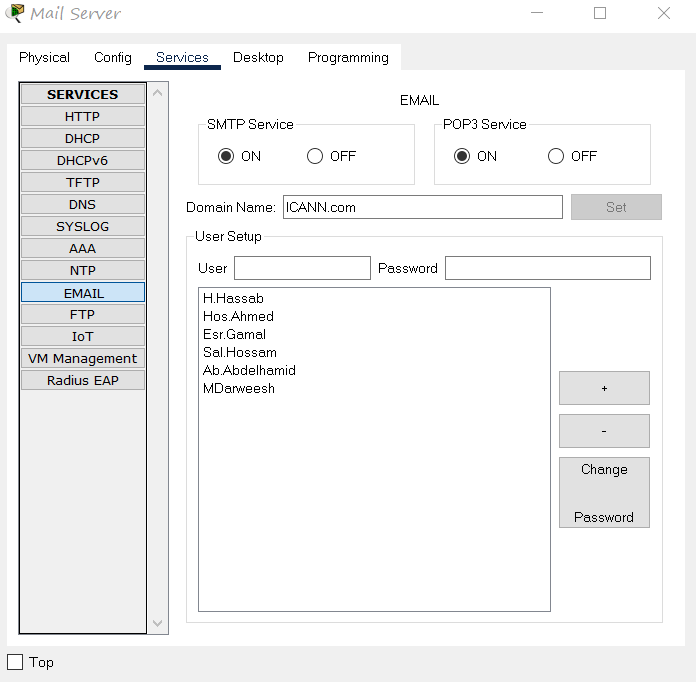 Mail Server
Physical Config Services Desktop Programming
SERVICES
HTTP
DHCP
DHCPv6
TFTP
DNS
SYSLOG
AAA
NTP
EMAIL
FTP
IoT
VM Management
Radius EAP
EMAIL
SMTP Service
ON OFF
POP3 Service
ON OFF
Domain Name: ICANN.com Set
User Setup
User Password
H.Hassab
Hos.Ahmed
Esr.Gamal
Sal.Hossam
Ab.Abdelhamid
MDarweesh
+
-
Change
Password
Top